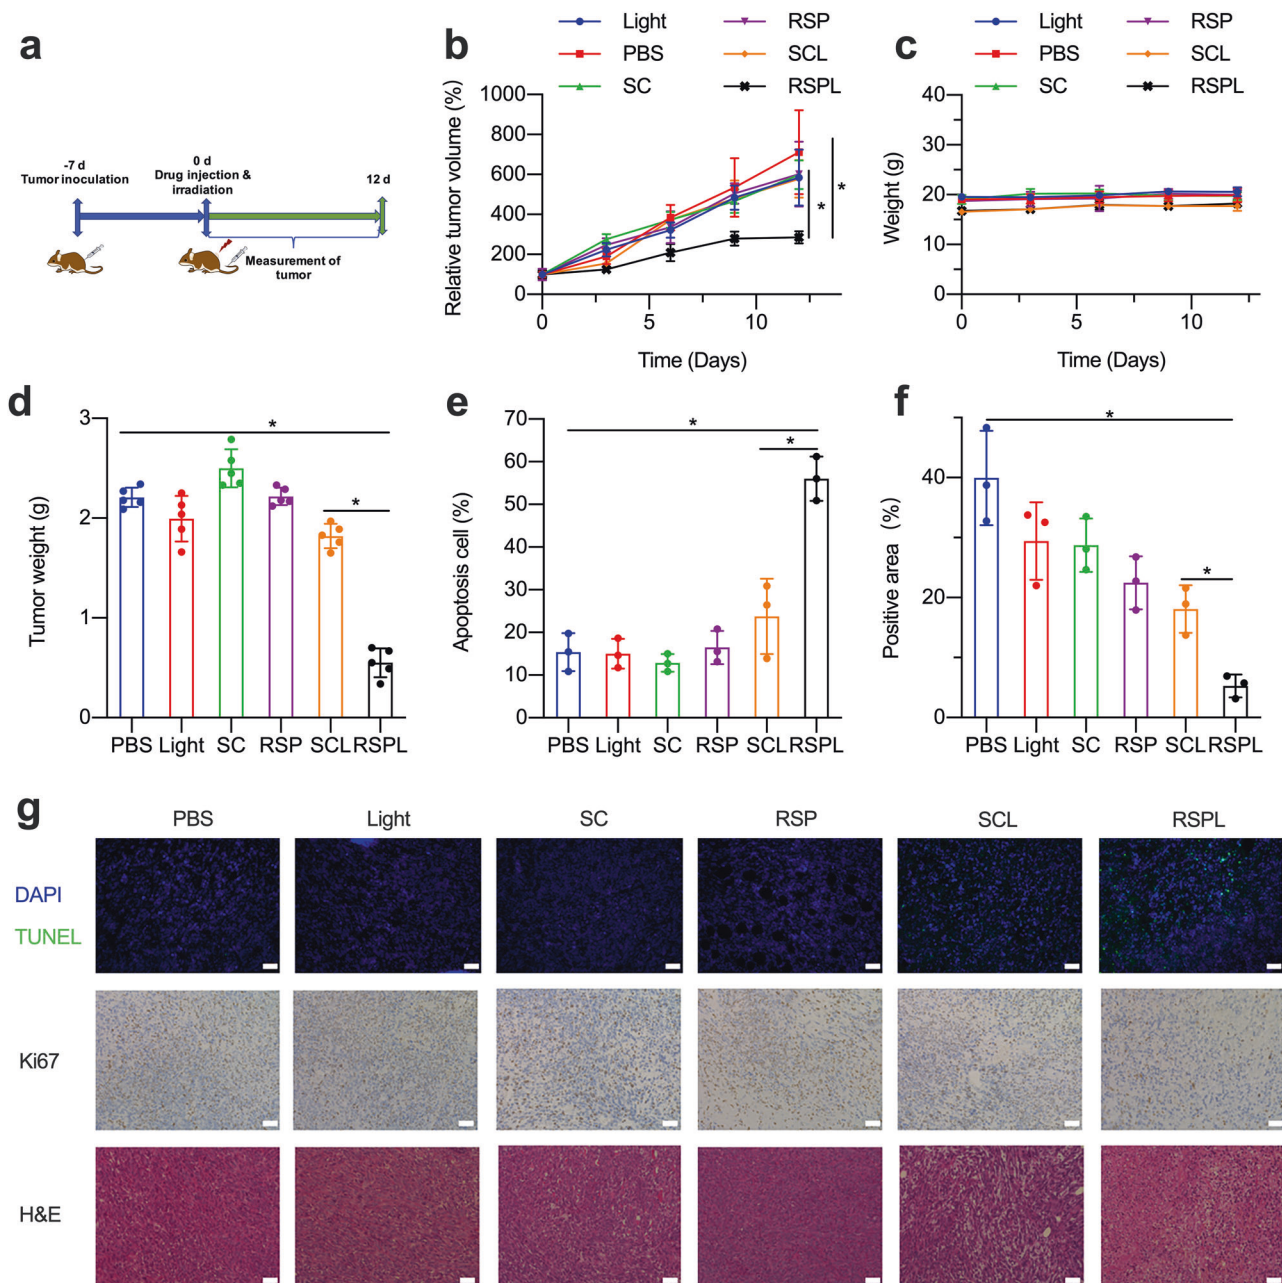 a
-7 d
Tumor inoculation
0 d
Drug injection &
irradiation
12 d
Measurement of
tumor
b
Light
PBS
SC
RSP
SCL
RSPL
Relative tumor volume (%)
1000
800
600
400
200
0
0
5
10
Time (Days)
*
*
c
Light
PBS
SC
RSP
SCL
RSPL
Weight (g)
40
30
20
10
0
0
5
10
Time (Days)
d
Tumor weight (g)
3
2
1
0
*
*
PBS Light SC RSP SCL RSPL
e
Apoptosis cell (%)
70
60
50
40
30
20
10
0
*
*
PBS Light SC RSP SCL RSPL
f
Positive area (%)
40
20
0
*
*
PBS Light SC RSP SCL RSPL
g
PBS Light SC RSP SCL RSPL
DAPI
TUNEL
Ki67
H&E